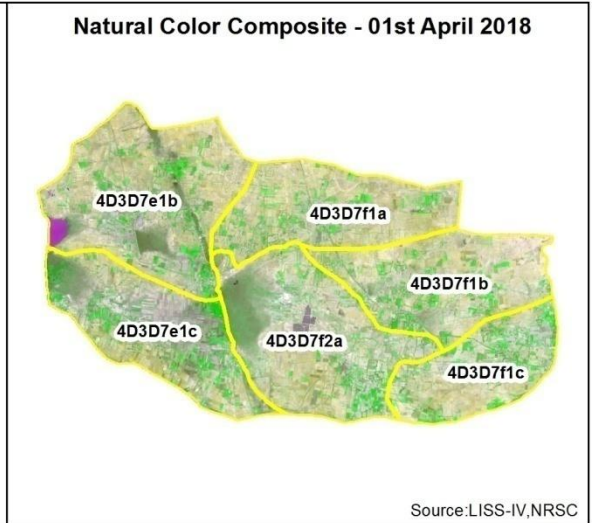 Natural Color Composite - 01st April 2018
4D3D7e1b
4D3D7f1a
4D3D7f1b
4D3D7e1c
4D3D7f2a
4D3D7f1c
Source:LISS-IV,NRSC